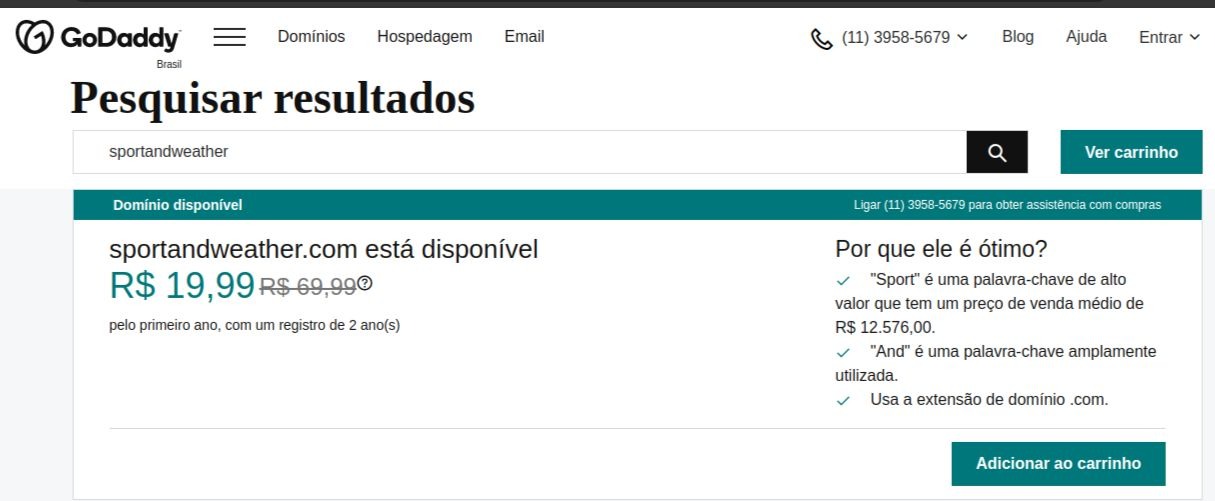 GoDaddy
Brasil
Domínios Hospedagem Email (11) 3958-5679 Blog Ajuda Entrar
Pesquisar resultados
sportandweather Ver carrinho
Domínio disponível Ligar (11) 3958-5679 para obter assistência com compras
sportandweather.com está disponível
R$ 19,99 R$ 69,99
pelo primeiro ano, com um registro de 2 ano(s)
Por que ele é ótimo?
"Sport" é uma palavra-chave de alto
valor que tem um preço de venda médio de
R$ 12.576,00.
"And" é uma palavra-chave amplamente
utilizada.
Usa a extensão de domínio .com.
Adicionar ao carrinho